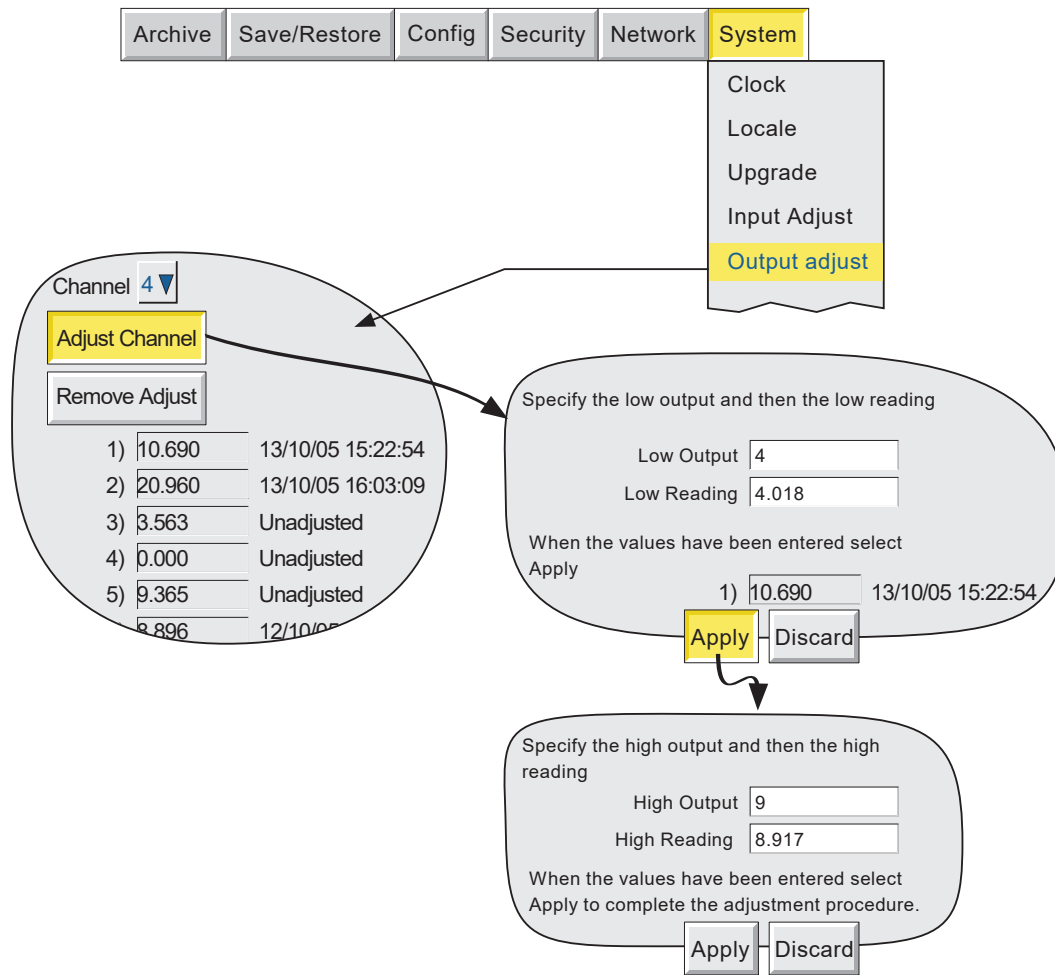 Archive Save/Restore Config Security Network System
Clock
Locale
Upgrade
Input Adjust
Output adjust
Channel 4
Adjust Channel
Remove Adjust
1) 10.690 13/10/05 15:22:54
2) 20.960 13/10/05 16:03:09
3) 3.563 Unadjusted
4) 0.000 Unadjusted
5) 9.365 Unadjusted
8.896 12/10/05
Specify the low output and then the low reading
Low Output 4
Low Reading 4.018
When the values have been entered select
Apply
1) 10.690 13/10/05 15:22:54
Apply Discard
Specify the high output and then the high
reading
High Output 9
High Reading 8.917
When the values have been entered select
Apply to complete the adjustment procedure.
Apply Discard